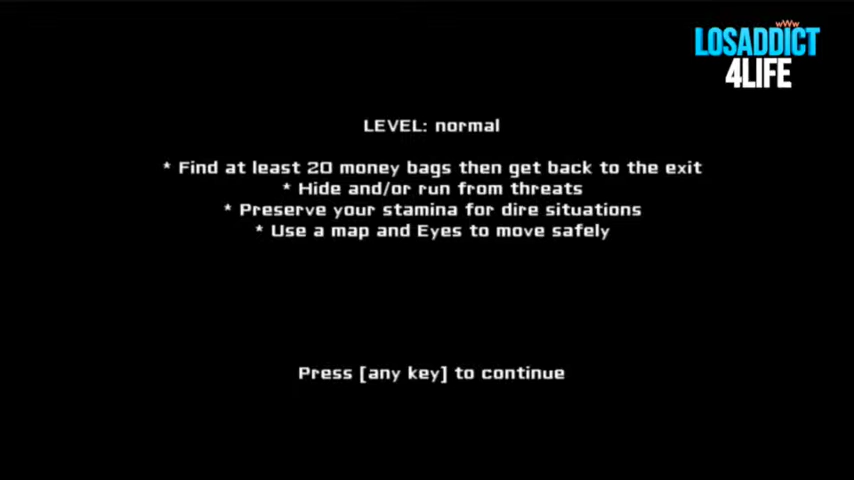 www
LOSADDICT
4LIFE
LEVEL: normal
* Find at least 20 money bags then get back to the exit
* Hide and/or run from threats
* Preserve your stamina for dire situations
* Use a map and Eyes to move safely
Press [any key] to continue